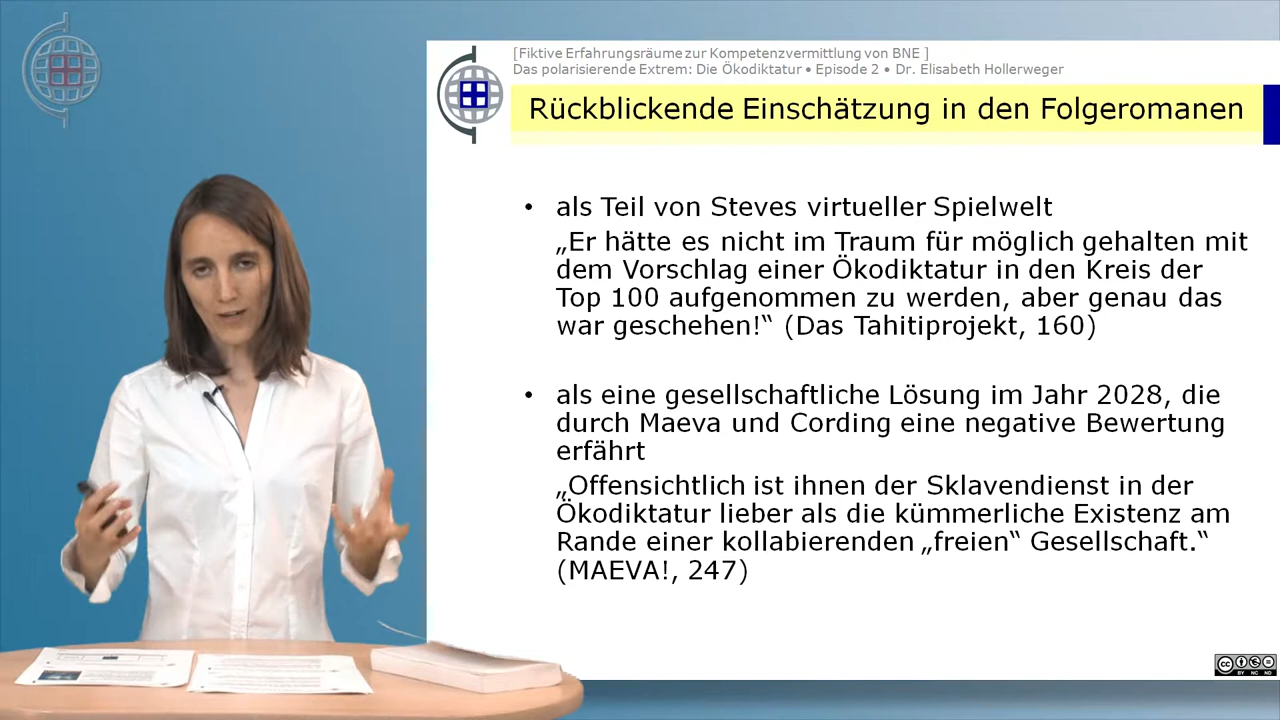 [Fiktive Erfahrungsräume zur Kompetenzvermittlung von BNE ]
Das polarisierende Extrem: Die Ökodiktatur • Episode 2 • Dr. Elisabeth Hollerweger
Rückblickende Einschätzung in den Folgeromanen
• als Teil von Steves virtueller Spielwelt
„Er hätte es nicht im Traum für möglich gehalten mit
dem Vorschlag einer Ökodiktatur in den Kreis der
Top 100 aufgenommen zu werden, aber genau das
war geschehen!“ (Das Tahitiprojekt, 160)
• als eine gesellschaftliche Lösung im Jahr 2028, die
durch Maeva und Cording eine negative Bewertung
erfährt
„Offensichtlich ist ihnen der Sklavendienst in der
Ökodiktatur lieber als die kümmerliche Existenz am
Rande einer kollabierenden „freien“ Gesellschaft.“
(MAEVA!, 247)
cc
BY NC ND